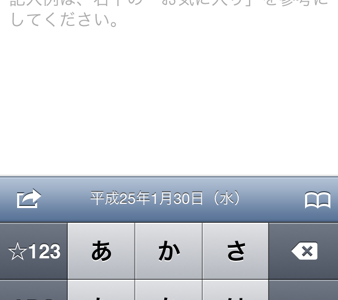 記入例は、右下の「お気に入り」を参考に
してください。
平成25年1月30日（水）
☆123 あ か さ